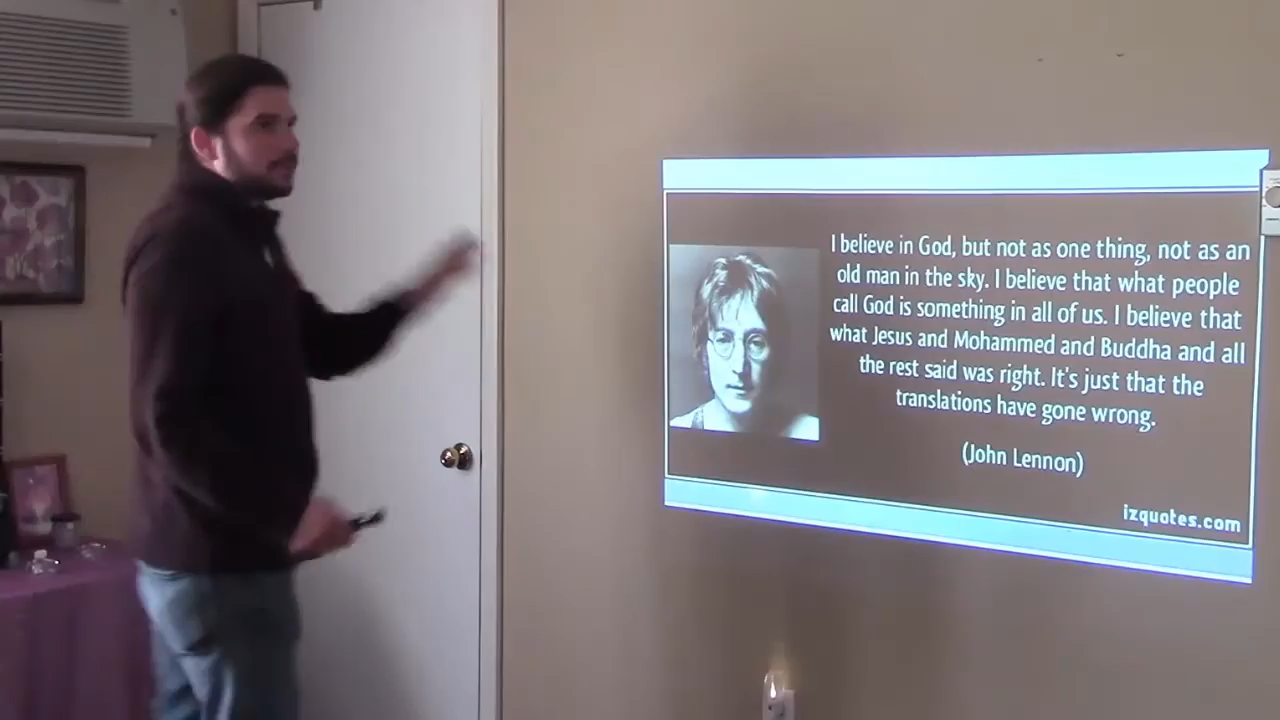 I believe in God, but not as one thing, not as an
old man in the sky. I believe that what people
call God is something in all of us. I believe that
what Jesus and Mohammed and Buddha and all
the rest said was right. It's just that the
translations have gone wrong.
(John Lennon)
izquotes.com